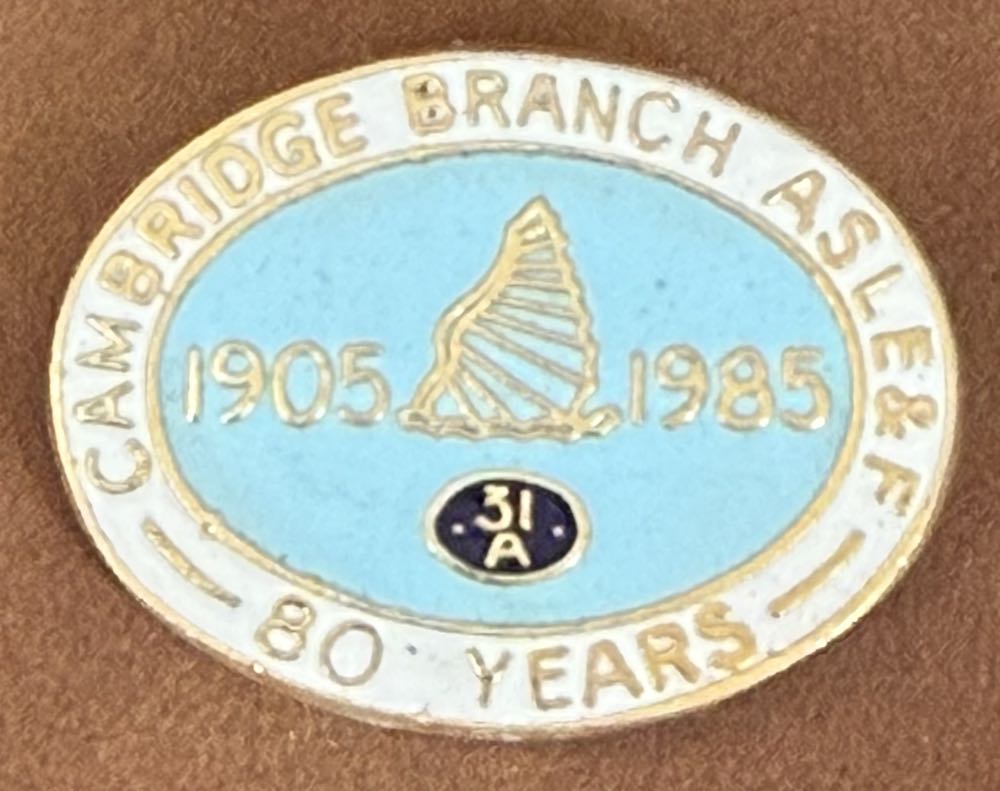 CAMBRIDGE BRANCH ASLE&F
1905 1985
31
A
80 YEARS